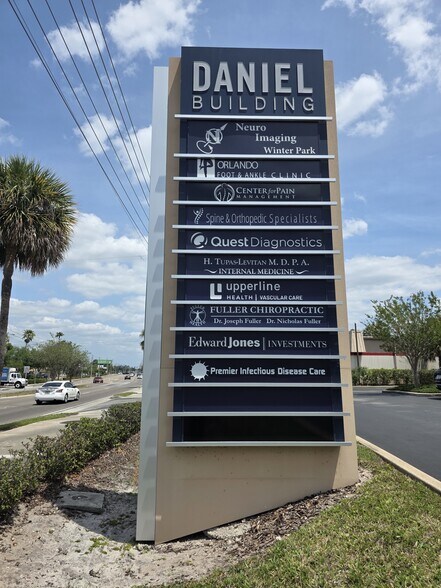 DANIEL
BUILDING
Neuro
Imaging
Winter Park
ORLANDO
FOOT & ANKLE CLINIC
CENTER FOR PAIN
MANAGEMENT
Spine & Orthopedic Specialists
Quest Diagnostics
H. TUPAS-LEVITT M.D.P.A.
INTERNAL MEDICINE
upperline
HEALTH | VASCULAR CARE
FULLER CHIROPRACTIC
Dr. Joseph Fuller Dr. Nicholas Fuller
Edward Jones | INVESTMENTS
Premier Infectious Disease Care